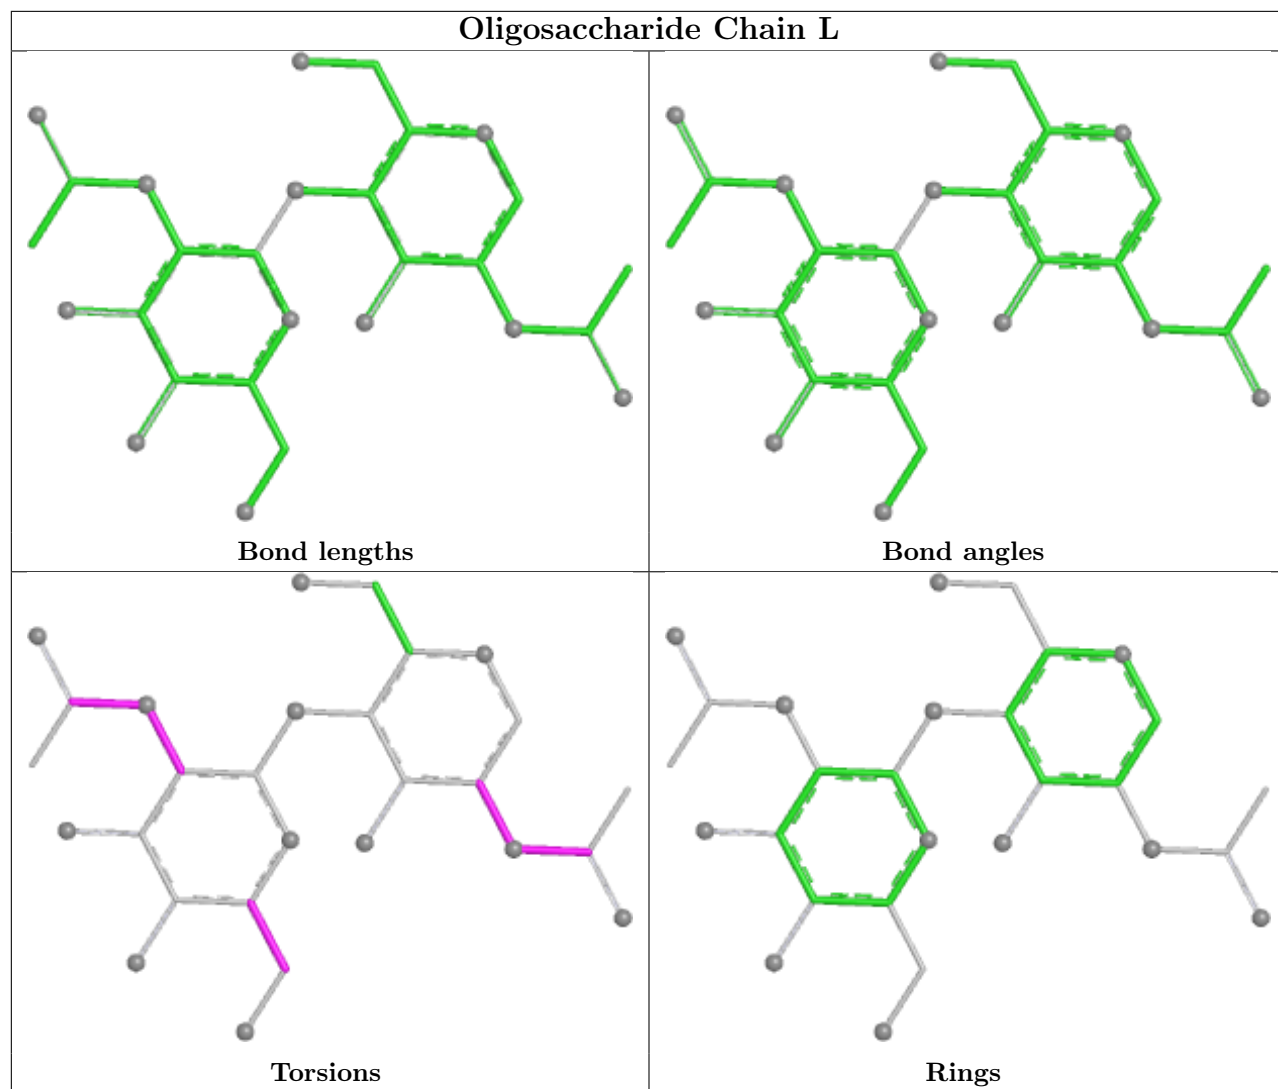 Oligosaccharide Chain L
Bond lengths
Bond angles
Torsions
Rings